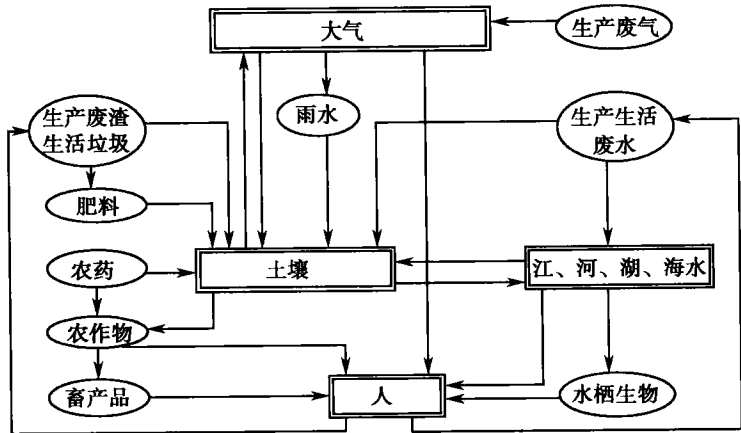 大气
生产废气
生产废渣
生活垃圾
雨水
生产生活
废水
肥料
农药
土壤
江、河、湖、海水
农作物
畜产品
人
水栖生物